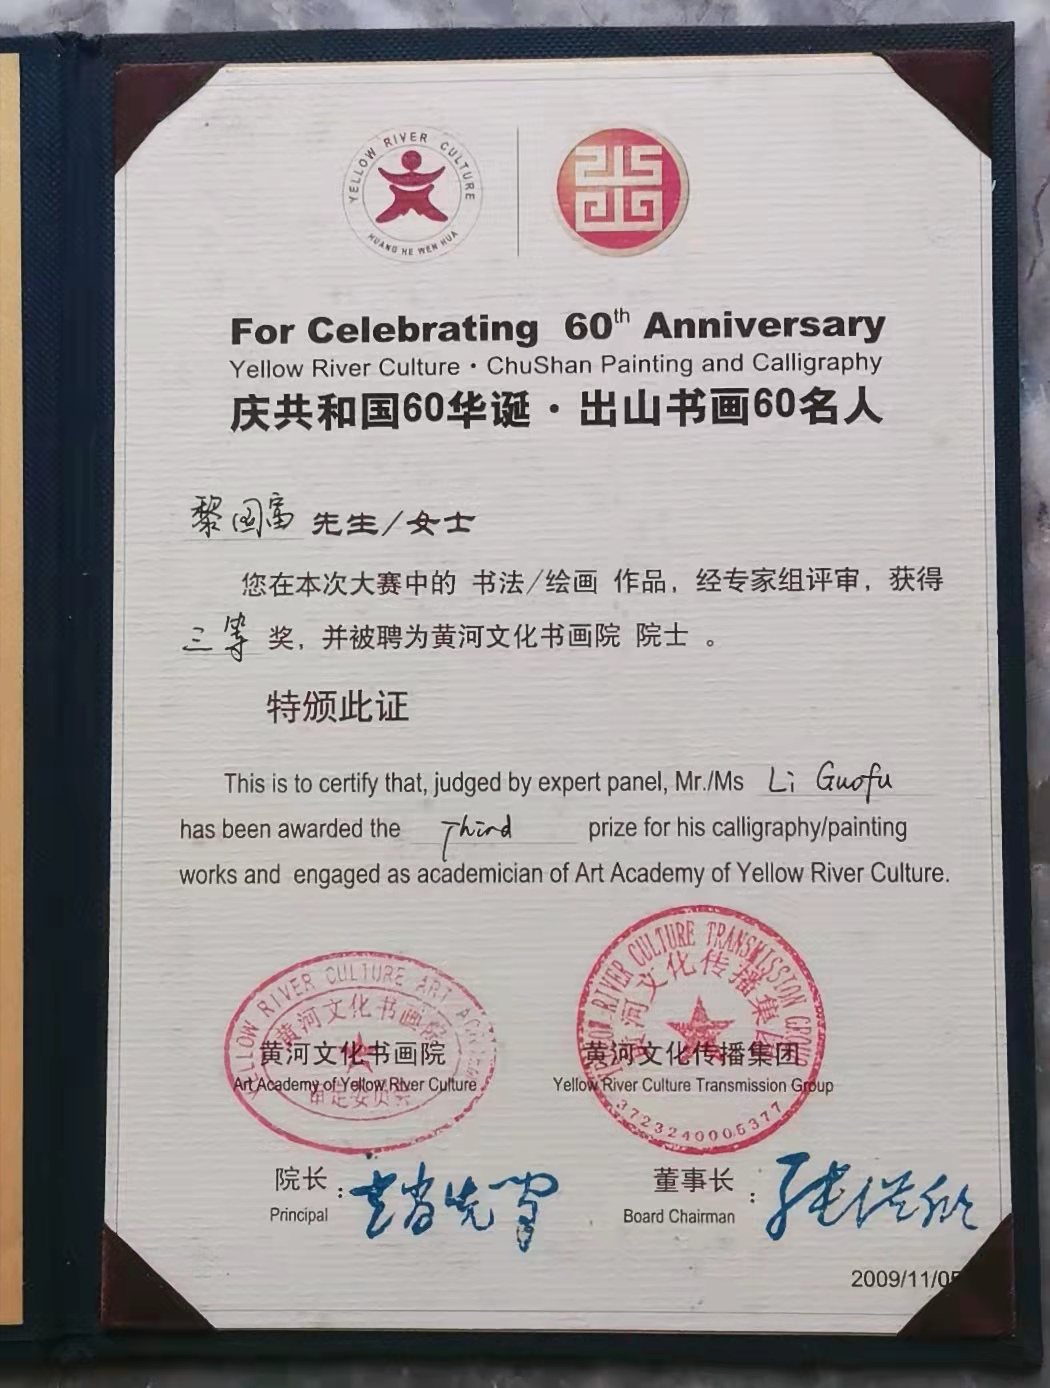 YELLOW RIVER CULTURE
HUANG HE WEN HUA
For Celebrating 60th Anniversary
Yellow River Culture · ChuShan Painting and Calligraphy
庆共和国60华诞·出山书画60名人
黎国富 先生/女士
您在本次大赛中的 书法/绘画 作品，经专家组评审，获得
三等 奖，并被聘为黄河文化书画院 院士 。
特颁此证
This is to certify that, judged by expert panel, Mr./Ms Li Guofu
has been awarded the Third prize for his calligraphy/painting
works and engaged as academician of Art Academy of Yellow River Culture.
YELLOW RIVER CULTURE ART
黄河文化书画院
审定委员会
YELLOW RIVER CULTURE TRANSMISSION GROUP
黄河文化传播集团
3723240005377
黄河文化书画院 黄河文化传播集团
Art Academy of Yellow River Culture Yellow River Culture Transmission Group
院长： 董事长：
Principal Board Chairman
2009/11/05